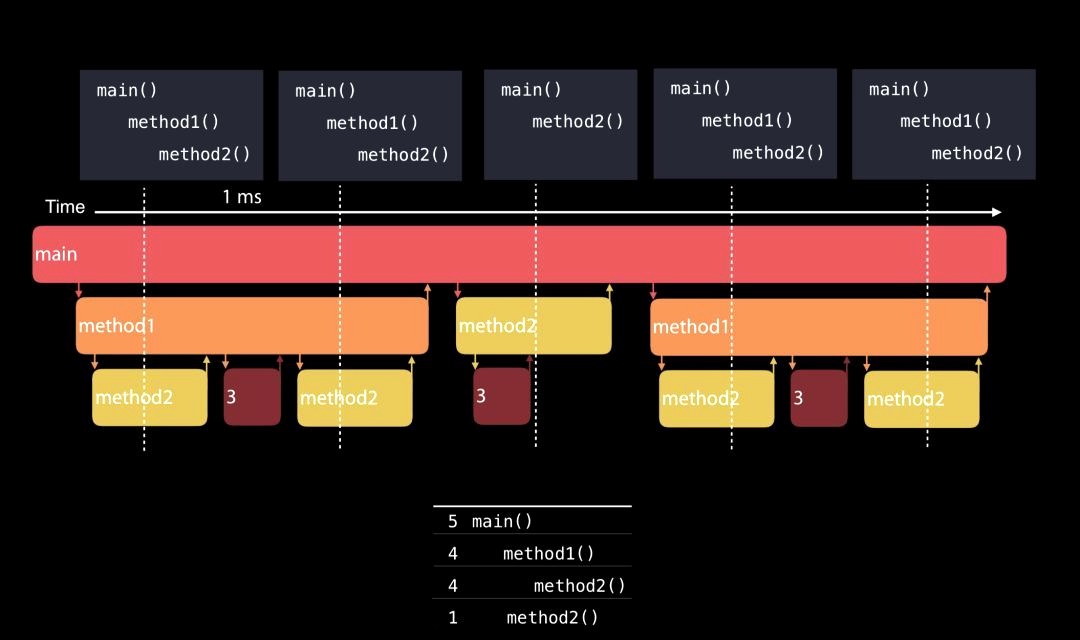 main()
method1()
method2()
main()
method1()
method2()
main()
method2()
main()
method1()
method2()
main()
method1()
method2()
1 ms
Time
main
method1
method2
method1
method2
3
method2
3
method2
3
method2
5 main()
4 method1()
4 method2()
1 method2()